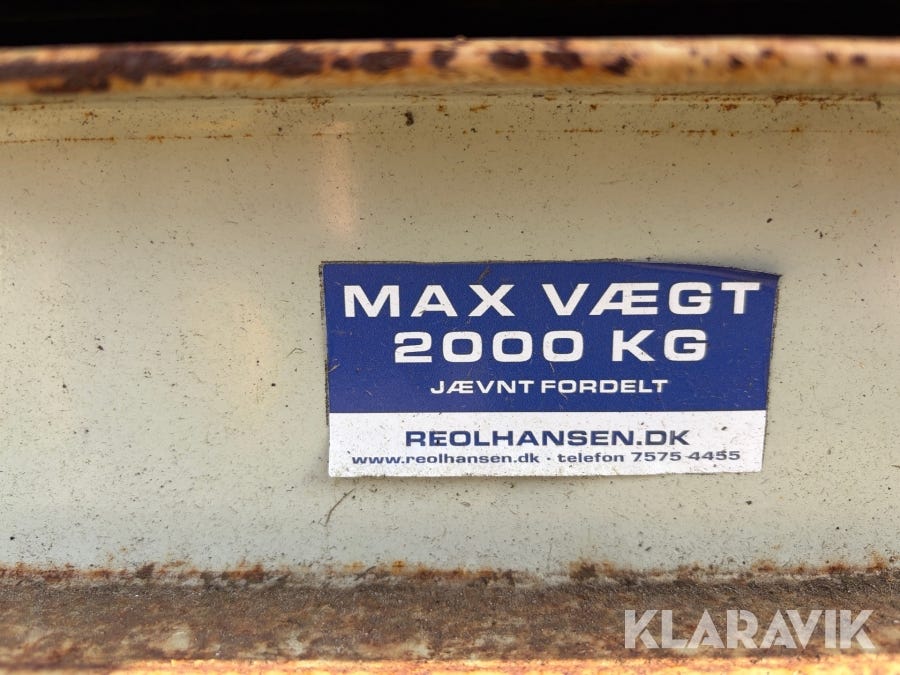 MAX VÆGT
2000 KG
JÆVNT FORDELT
REOLHANSEN.DK
www.reolhansen.dk · telefon 7575 4455
KLARAVIK